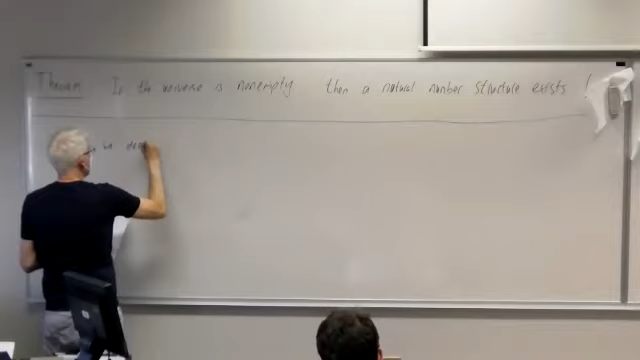 Theorem If the universe is nonempty then a natural number structure exists !